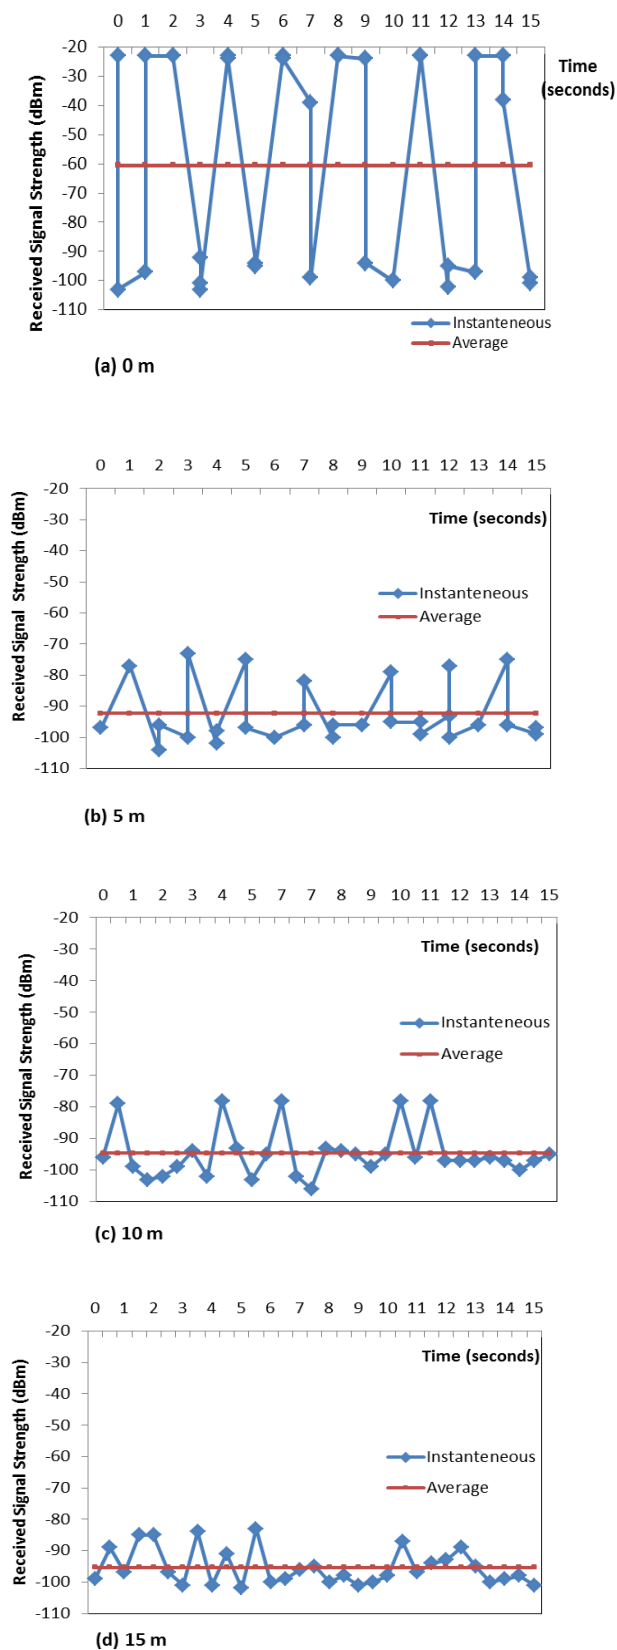 0 1 2 3 4 5 6 7 8 9 10 11 12 13 14 15
-20
-30
-40
-50
-60
-70
-80
-90
-100
-110
Received Signal Strength (dBm)
Time
(seconds)
Instanteneous
Average
(a) 0 m
0 1 2 3 4 5 6 7 8 9 10 11 12 13 14 15
-20
-30
-40
-50
-60
-70
-80
-90
-100
-110
Received Signal Strength (dBm)
Time (seconds)
Instanteneous
Average
(b) 5 m
0 1 2 3 4 5 7 7 8 9 10 11 12 13 14 15
-20
-30
-40
-50
-60
-70
-80
-90
-100
-110
Received Signal Strength (dBm)
Time (seconds)
Instanteneous
Average
(c) 10 m
0 1 2 3 4 5 6 7 8 9 10 11 12 13 14 15
-20
-30
-40
-50
-60
-70
-80
-90
-100
-110
Received Signal Strength (dBm)
Time (seconds)
Instanteneous
Average
(d) 15 m